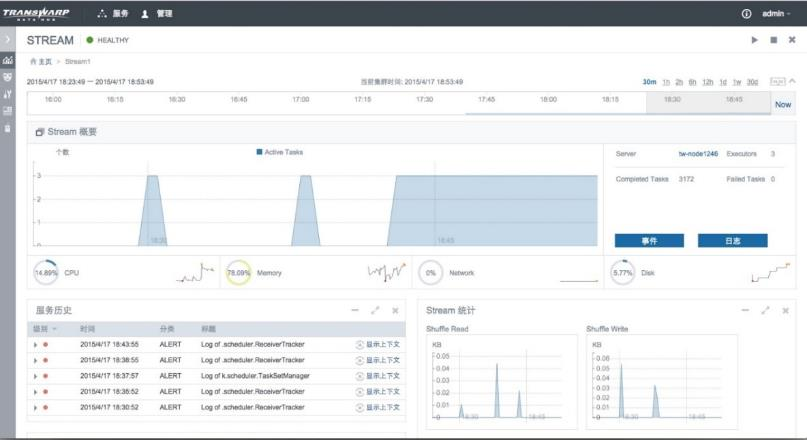 TRANSWARP
DATA HUB
服务
管理
admin
STREAM
HEALTHY
主页 > Stream1
2015/4/17 18:23:49 一 2015/4/17 18:53:49
当前集群时间: 2015/4/17 18:53:49
30m 1h 2h 6h 12h 1d 1w 30d
16:00 16:15 16:30 16:45 17:00 17:15 17:30 17:45 18:00 18:15 18:30 18:45
Now
Stream 概要
个数
Active Tasks
3
2
1
0
18:30 18:45
Server tw-node1246 Executors 3
Completed Tasks 3172 Failed Tasks 0
事件 日志
14.89% CPU
78.09% Memory
0% Network
5.77% Disk
服务历史
级别 时间 分类 标题
2015/4/17 18:43:55 ALERT Log of .scheduler.ReceiverTracker 显示上下文
2015/4/17 18:38:55 ALERT Log of .scheduler.ReceiverTracker 显示上下文
2015/4/17 18:37:57 ALERT Log of k.scheduler.TaskSetManager 显示上下文
2015/4/17 18:35:52 ALERT Log of .scheduler.ReceiverTracker 显示上下文
2015/4/17 18:30:52 ALERT Log of .scheduler.ReceiverTracker 显示上下文
Stream 统计
Shuffle Read
KB
0.05
0.04
0.03
0.02
0.01
0
18:30 18:45
Shuffle Write
KB
0.06
0.05
0.04
0.03
0.02
0.01
0
18:30 18:45